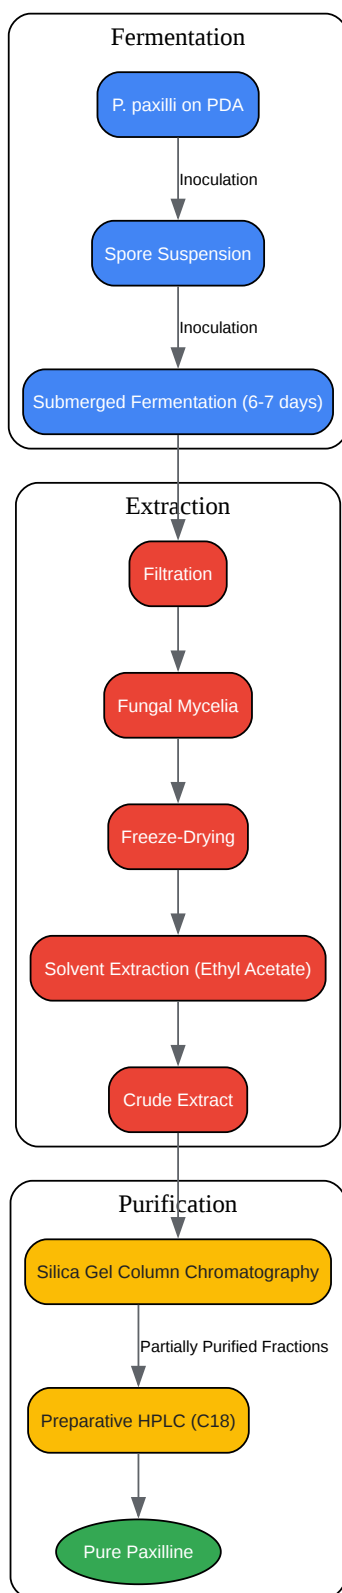 Fermentation
P. paxilli on PDA
Inoculation
Spore Suspension
Inoculation
Submerged Fermentation (6-7 days)
Extraction
Filtration
Fungal Mycelia
Freeze-Drying
Solvent Extraction (Ethyl Acetate)
Crude Extract
Purification
Silica Gel Column Chromatography
Partially Purified Fractions
Preparative HPLC (C18)
Pure Paxilline